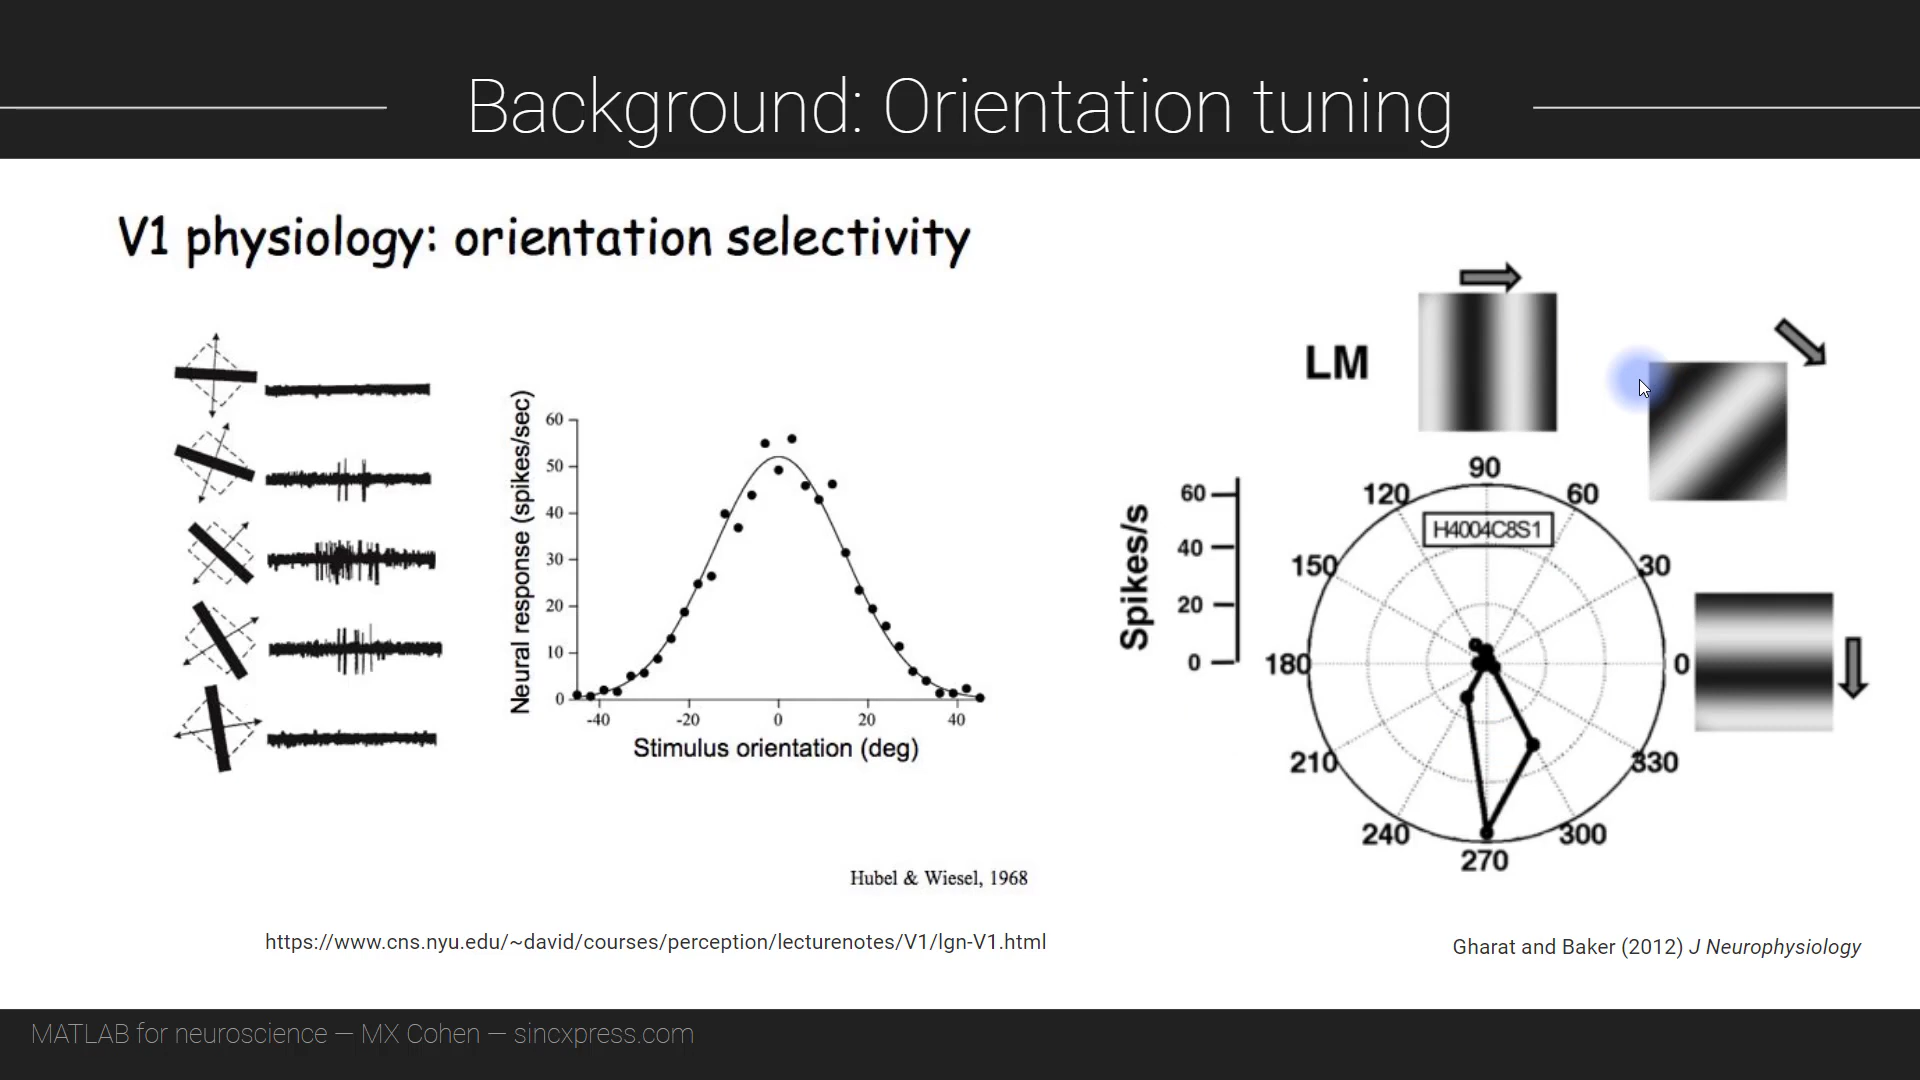 Background: Orientation tuning
V1 physiology: orientation selectivity
Neural response (spikes/sec)
60
50
40
30
20
10
0
-40 -20 0 20 40
Stimulus orientation (deg)
Hubel & Wiesel, 1968
https://www.cns.nyu.edu/~david/courses/perception/lecturenotes/V1/lgn-V1.html
LM
Spikes/s
60
40
20
0
90
120 60
H4004C8S1
150 30
180 0
210 330
240 300
270
Gharat and Baker (2012) J Neurophysiology
MATLAB for neuroscience — MX Cohen — sincxpress.com